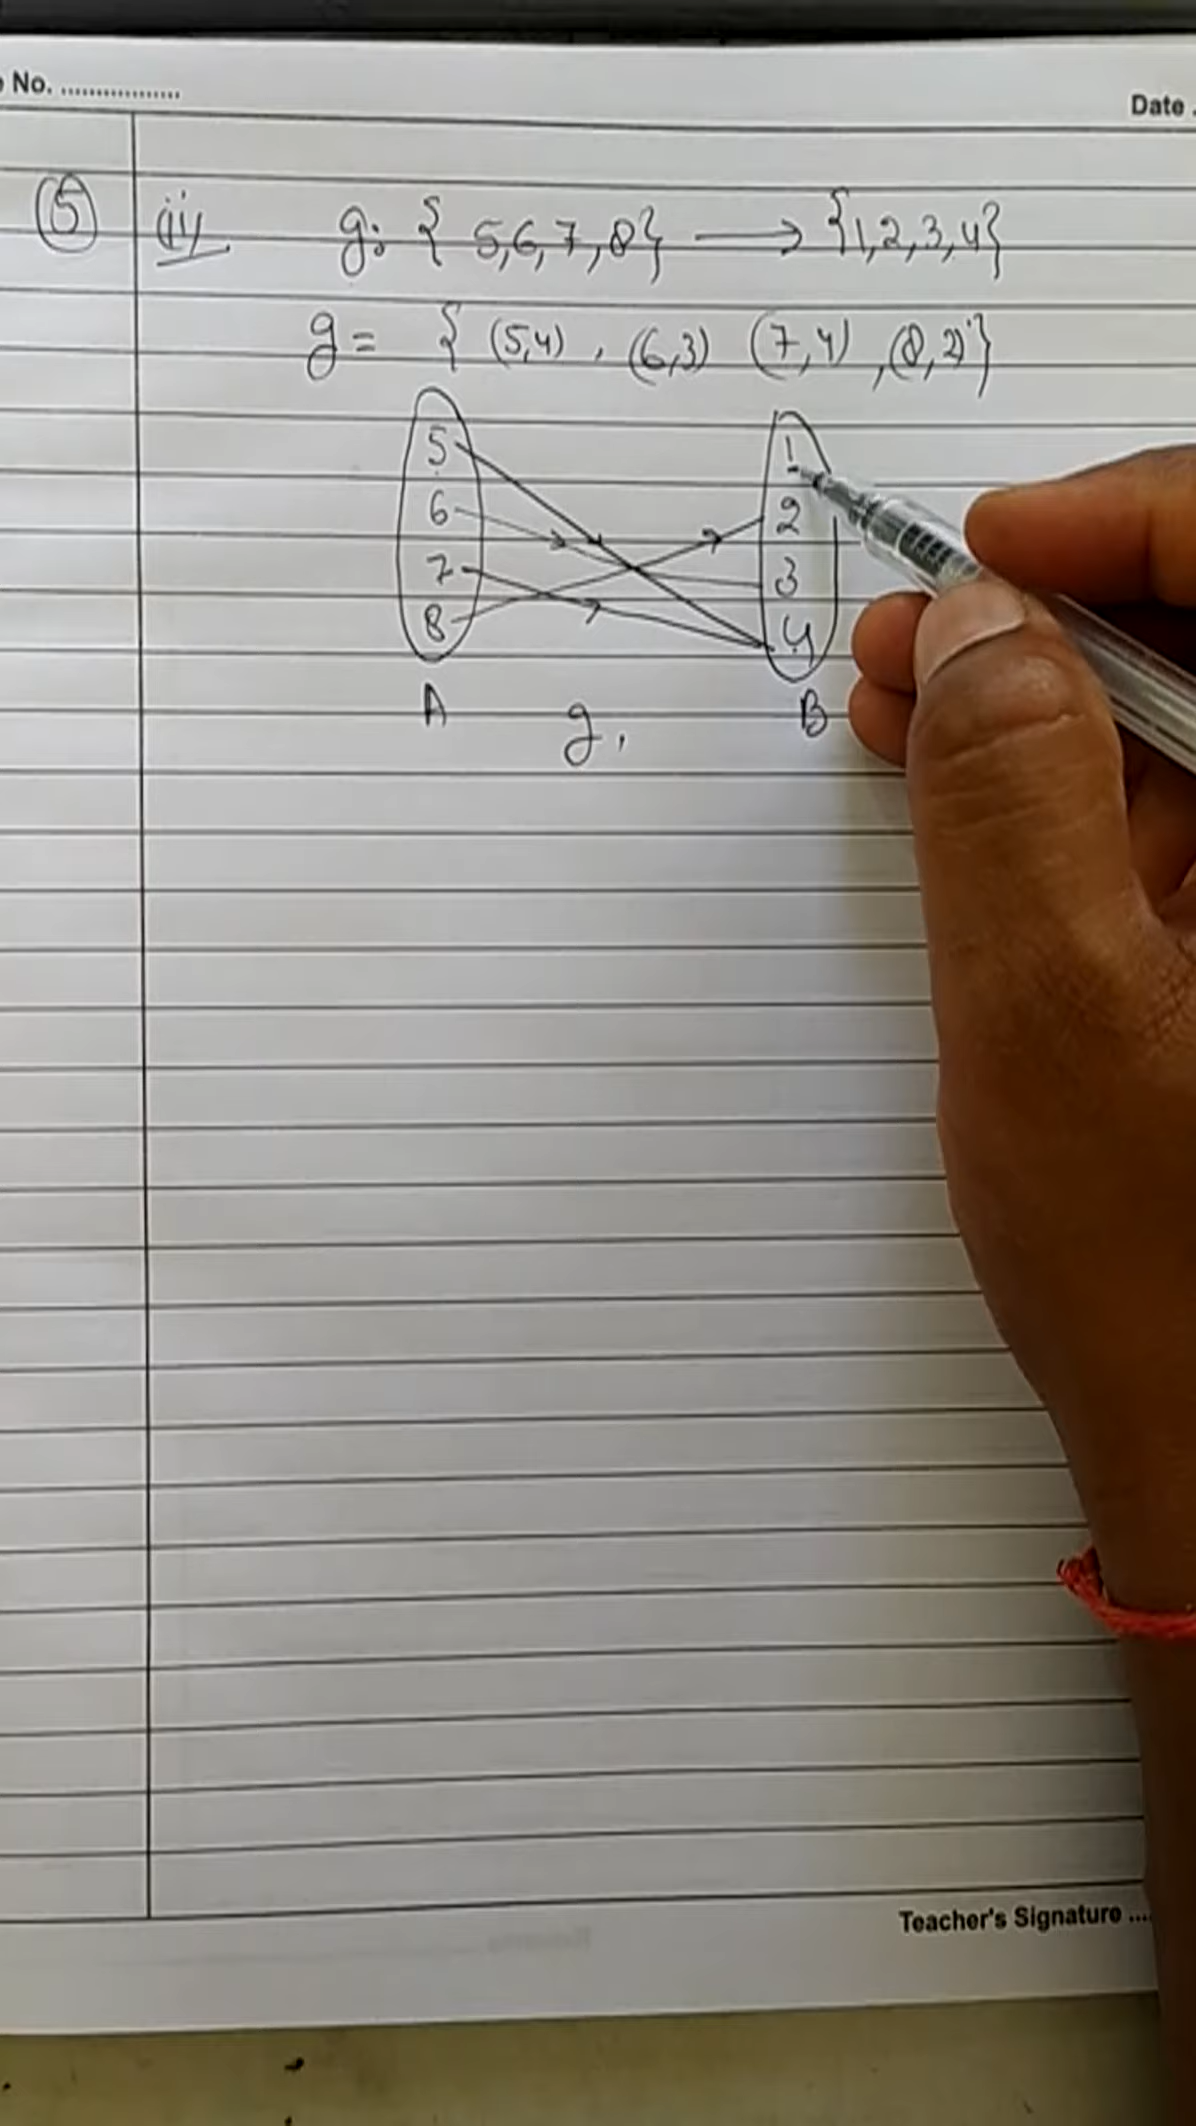 No. .................
Date .
5 (ii) g: { 5,6,7,8} ⟶ {1,2,3,4}
g = { (5,4) , (6,3) (7,4) , (8,2)}
5 1
6 2
7 3
8 4
A g, B
Teacher's Signature ....